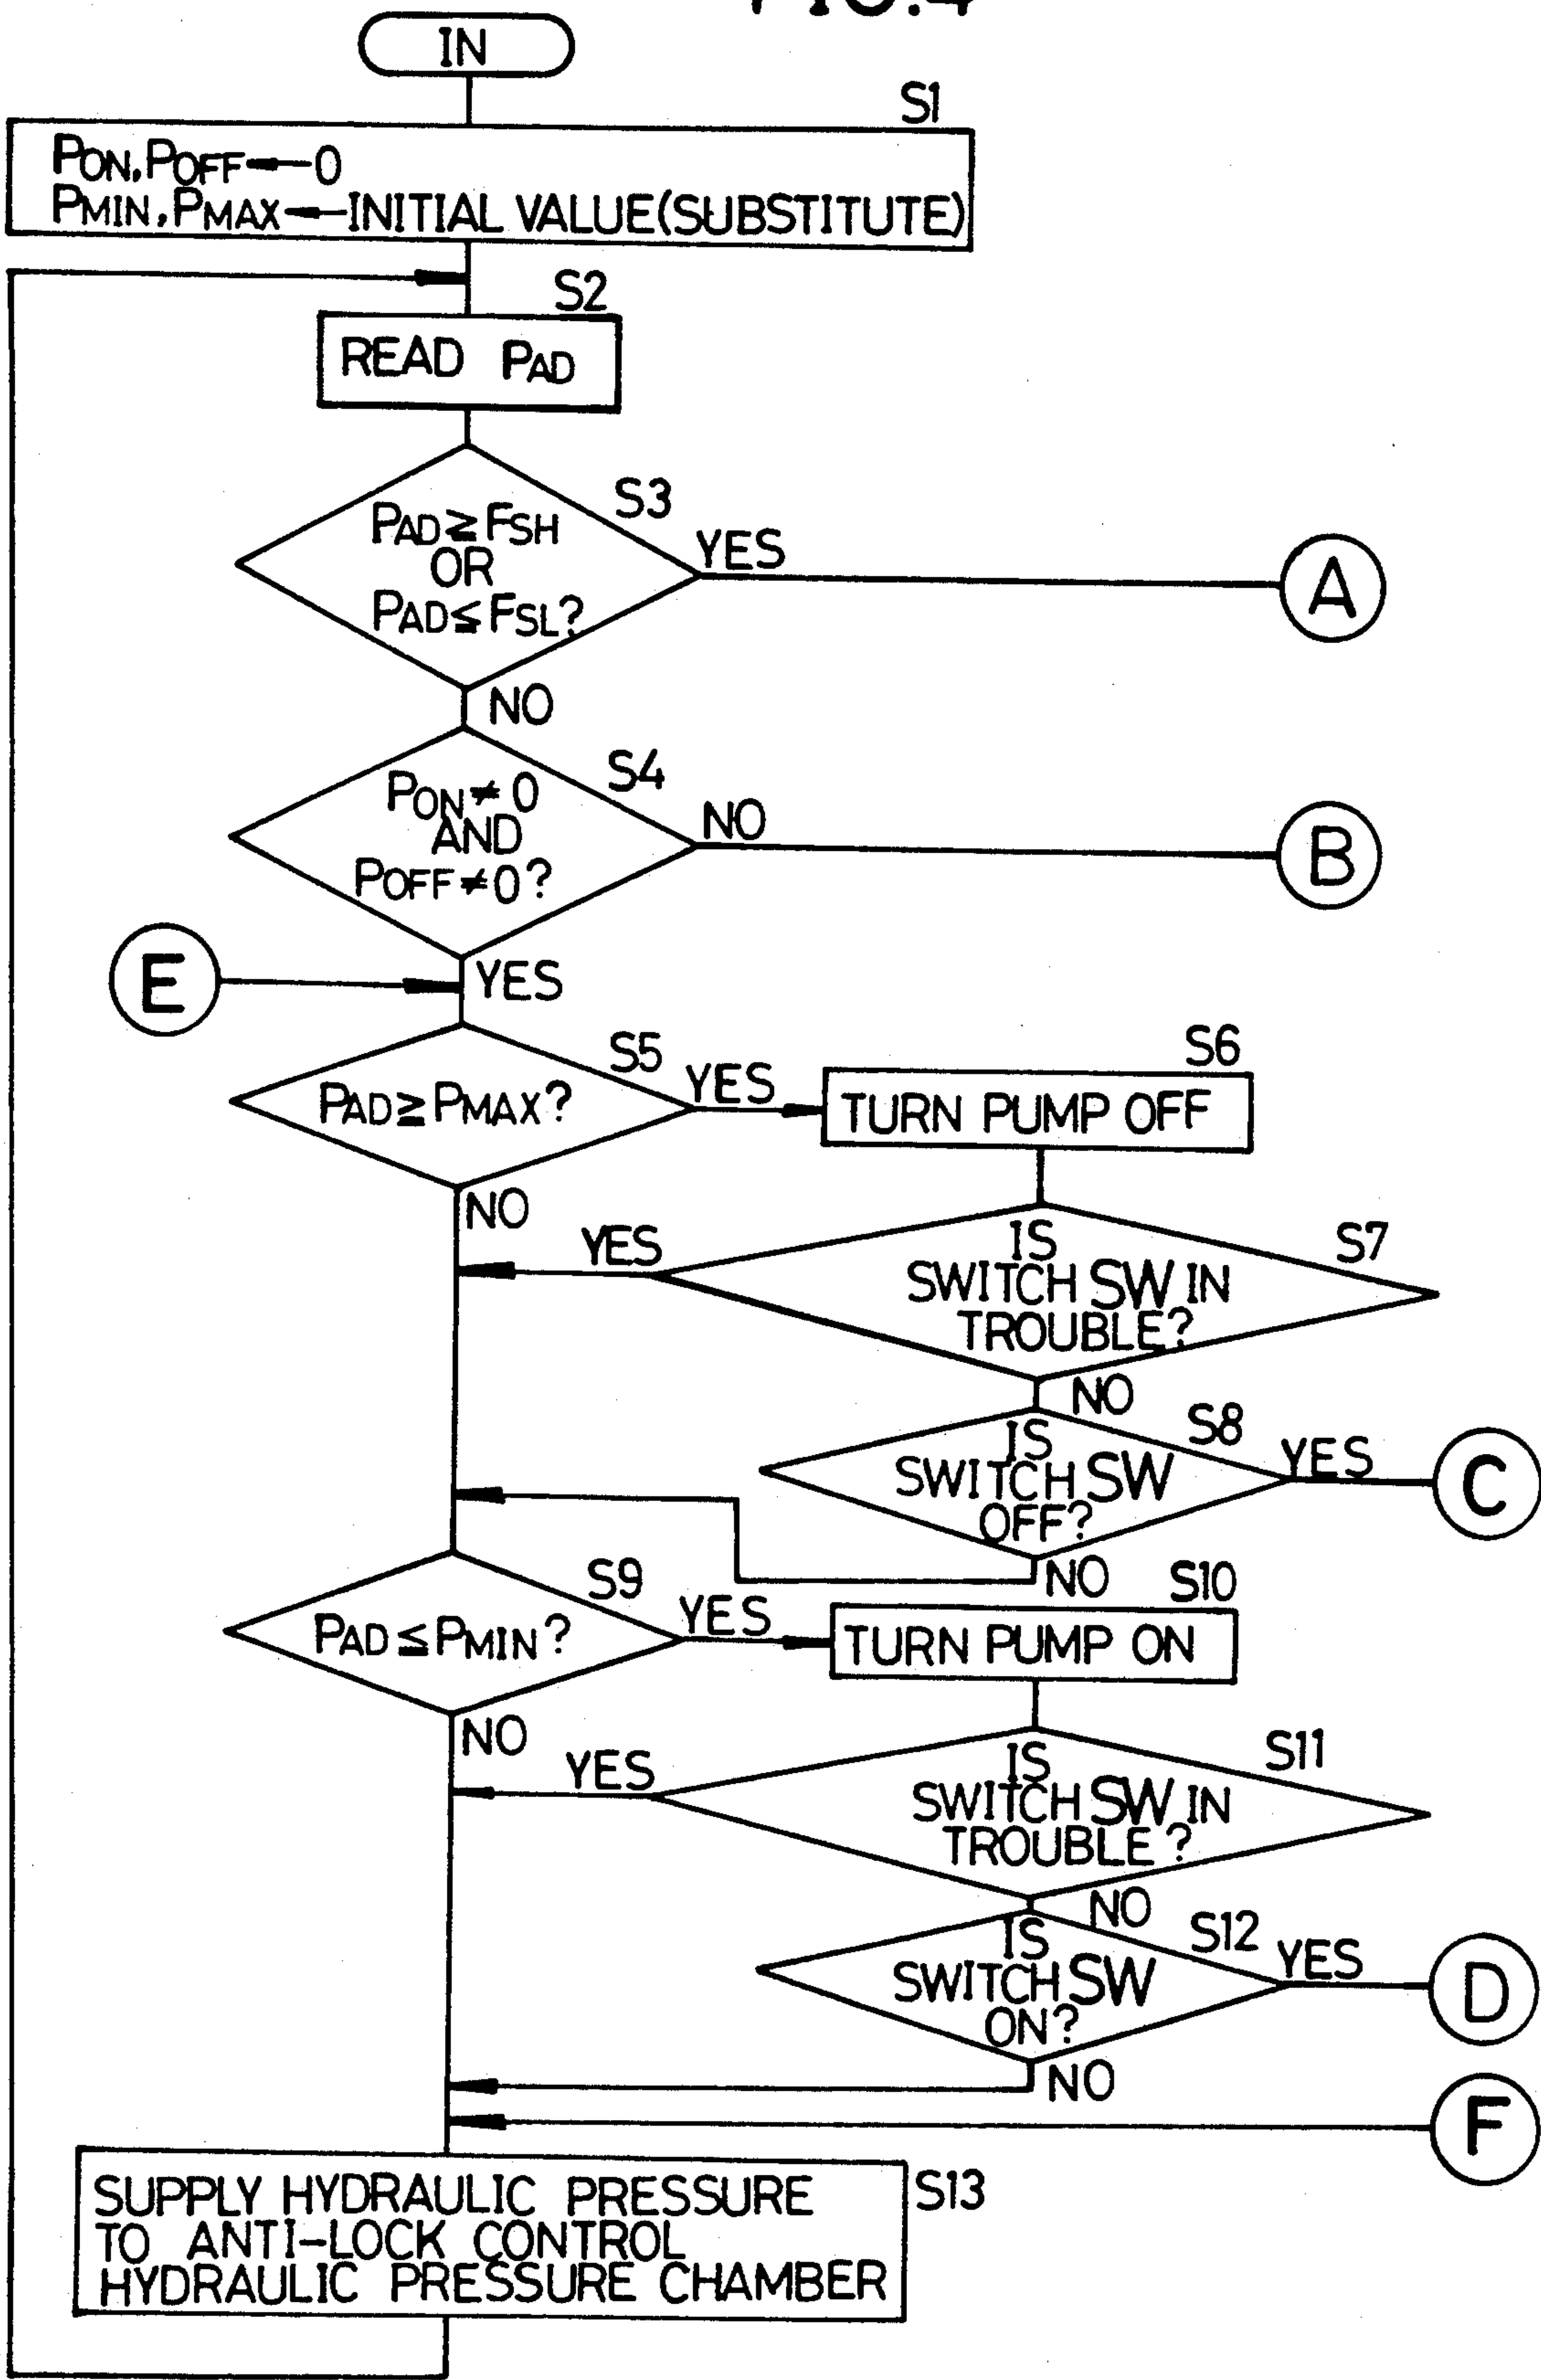 FIG.4
IN
S1
PON,POFF←0
PMIN,PMAX←INITIAL VALUE(SUBSTITUTE)
S2
READ PAD
S3
PAD≧FSH
OR
PAD≦FSL?
YES
A
NO
S4
PON≠0
AND
POFF≠0?
NO
B
E
YES
S5
PAD≧PMAX?
YES
S6
TURN PUMP OFF
NO
YES
IS
SWITCH SW IN
TROUBLE?
S7
NO
S8
IS
SWITCH SW
OFF?
YES
C
NO
S9
PAD≦PMIN?
YES
S10
TURN PUMP ON
NO
YES
IS
SWITCH SW IN
TROUBLE?
S11
NO
S12
IS
SWITCH SW
ON?
YES
D
NO
F
S13
SUPPLY HYDRAULIC PRESSURE
TO ANTI-LOCK CONTROL
HYDRAULIC PRESSURE CHAMBER